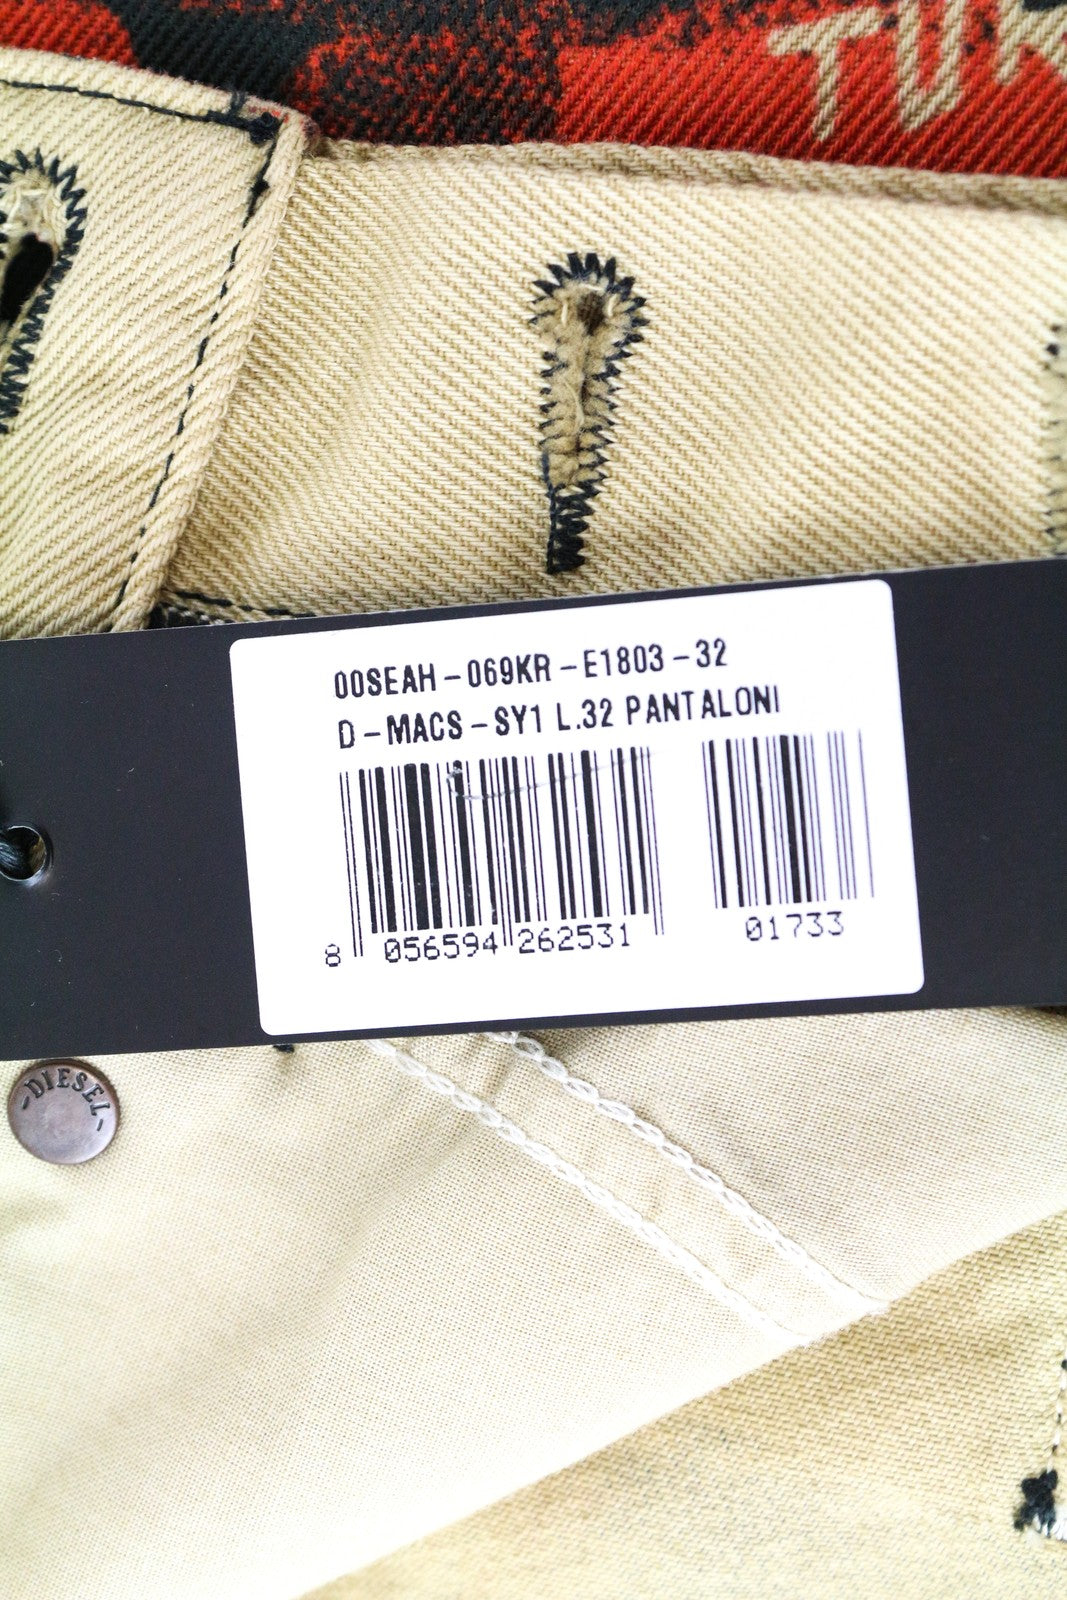 00SEAH-069KR-E1803-32
D-MACS-SY1 L.32 PANTALONI
8 056594 262531 01733
-DIESEL-